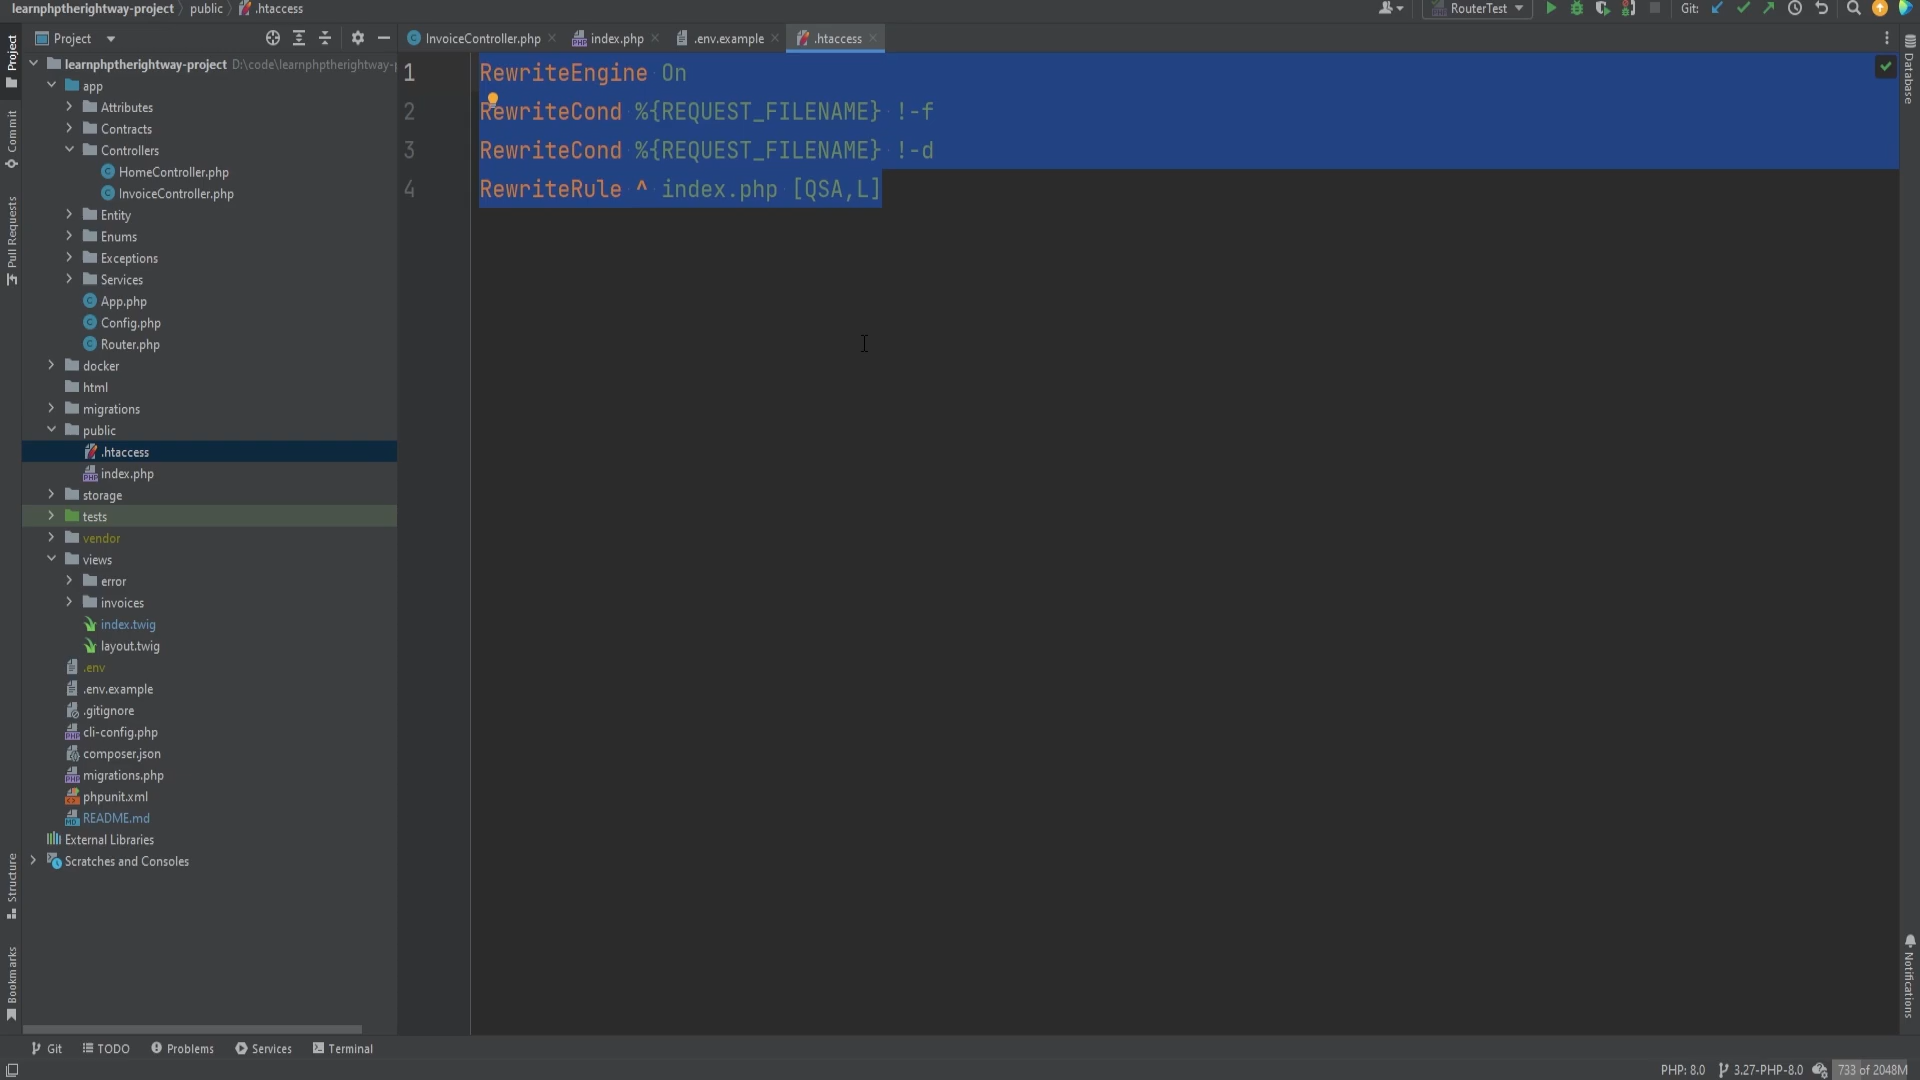 learnphptherightway-project
public
.htaccess
RouterTest
Git:
Project
InvoiceController.php
index.php
.env.example
.htaccess
Project
Commit
Pull Requests
Structure
Bookmarks
learnphptherightway-project D:\code\learnphptherightway-
app
Attributes
Contracts
Controllers
HomeController.php
InvoiceController.php
Entity
Enums
Exceptions
Services
App.php
Config.php
Router.php
docker
html
migrations
public
.htaccess
index.php
storage
tests
vendor
views
error
invoices
index.twig
layout.twig
.env
.env.example
.gitignore
cli-config.php
composer.json
migrations.php
phpunit.xml
README.md
External Libraries
Scratches and Consoles
1 RewriteEngine On
2 RewriteCond %{REQUEST_FILENAME} !-f
3 RewriteCond %{REQUEST_FILENAME} !-d
4 RewriteRule ^ index.php [QSA,L]
Database
Notifications
Git
TODO
Problems
Services
Terminal
PHP: 8.0
3.27-PHP-8.0
733 of 2048M